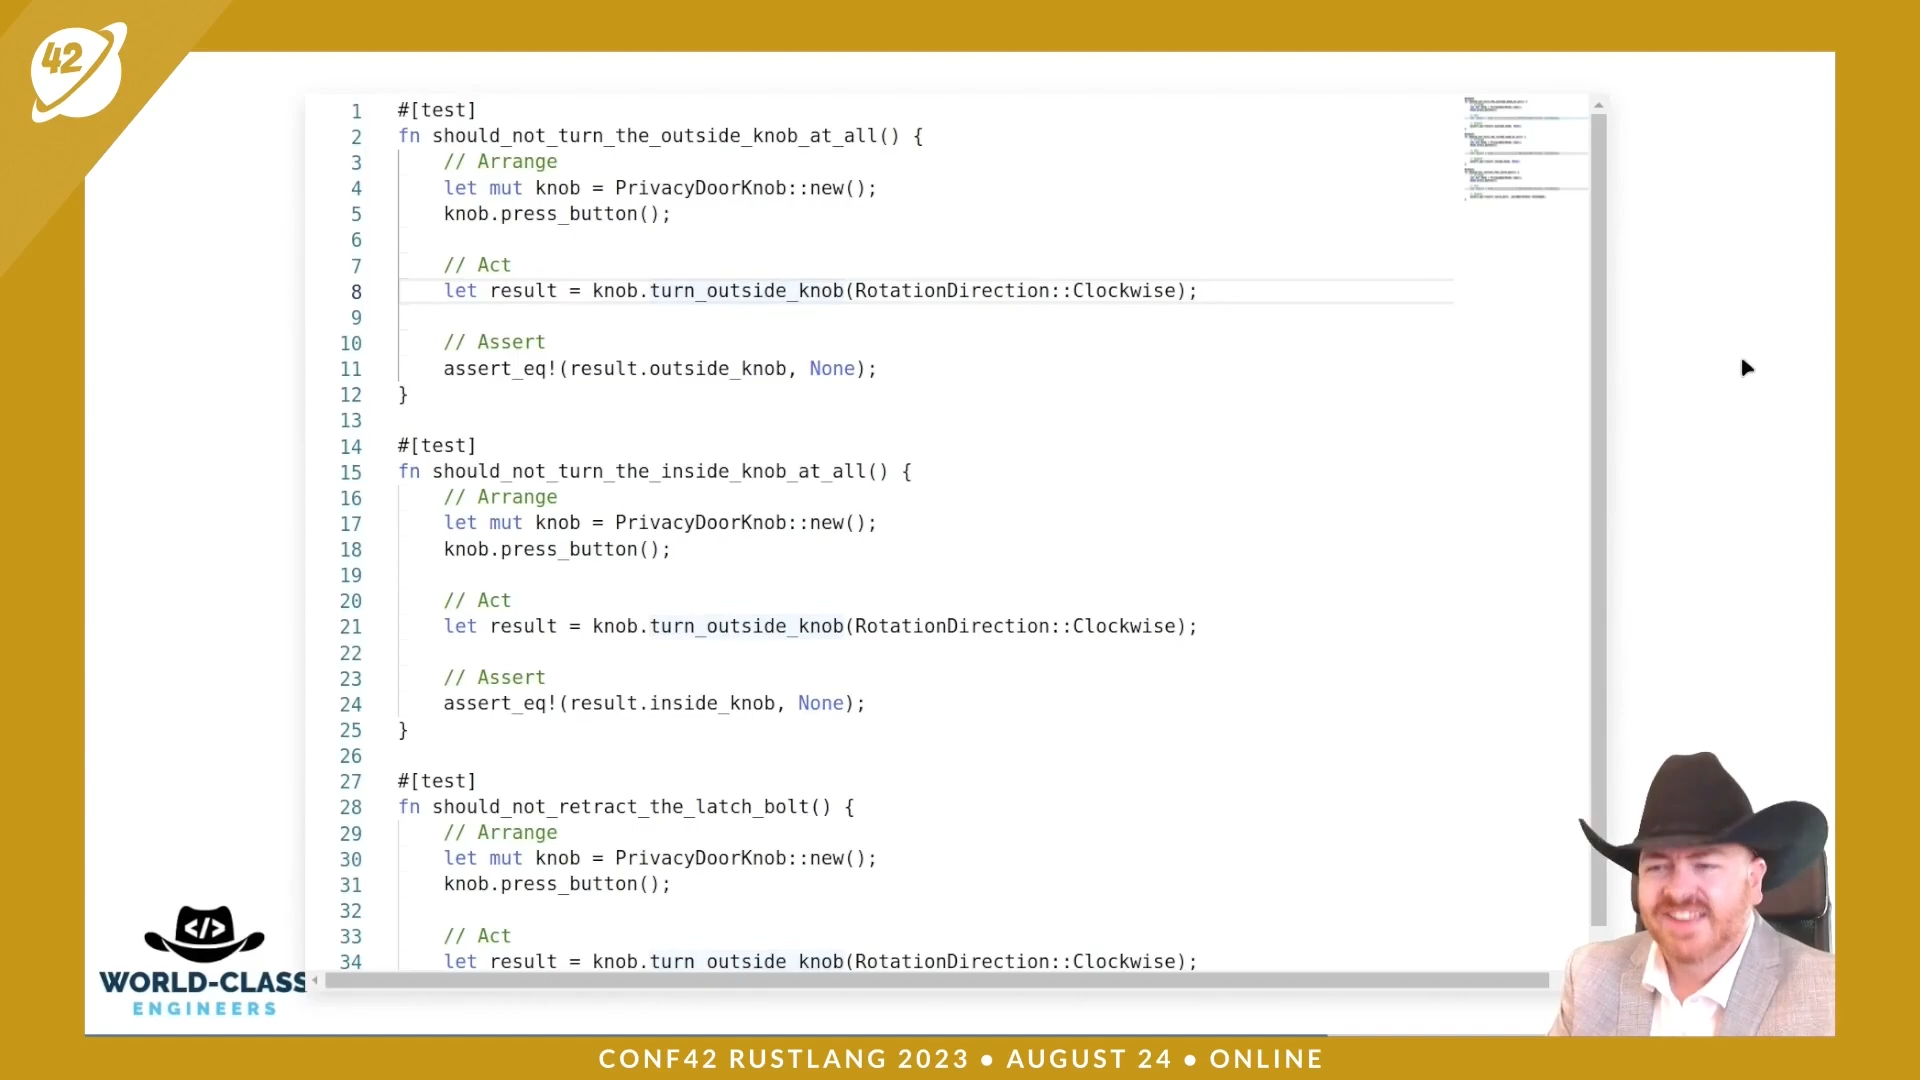 42
1 #[test]
2 fn should_not_turn_the_outside_knob_at_all() {
3 // Arrange
4 let mut knob = PrivacyDoorKnob::new();
5 knob.press_button();
6
7 // Act
8 let result = knob.turn_outside_knob(RotationDirection::Clockwise);
9
10 // Assert
11 assert_eq!(result.outside_knob, None);
12 }
13
14 #[test]
15 fn should_not_turn_the_inside_knob_at_all() {
16 // Arrange
17 let mut knob = PrivacyDoorKnob::new();
18 knob.press_button();
19
20 // Act
21 let result = knob.turn_outside_knob(RotationDirection::Clockwise);
22
23 // Assert
24 assert_eq!(result.inside_knob, None);
25 }
26
27 #[test]
28 fn should_not_retract_the_latch_bolt() {
29 // Arrange
30 let mut knob = PrivacyDoorKnob::new();
31 knob.press_button();
32
33 // Act
34 let result = knob.turn_outside_knob(RotationDirection::Clockwise);
</>
WORLD-CLASS
ENGINEERS
CONF42 RUSTLANG 2023 • AUGUST 24 • ONLINE